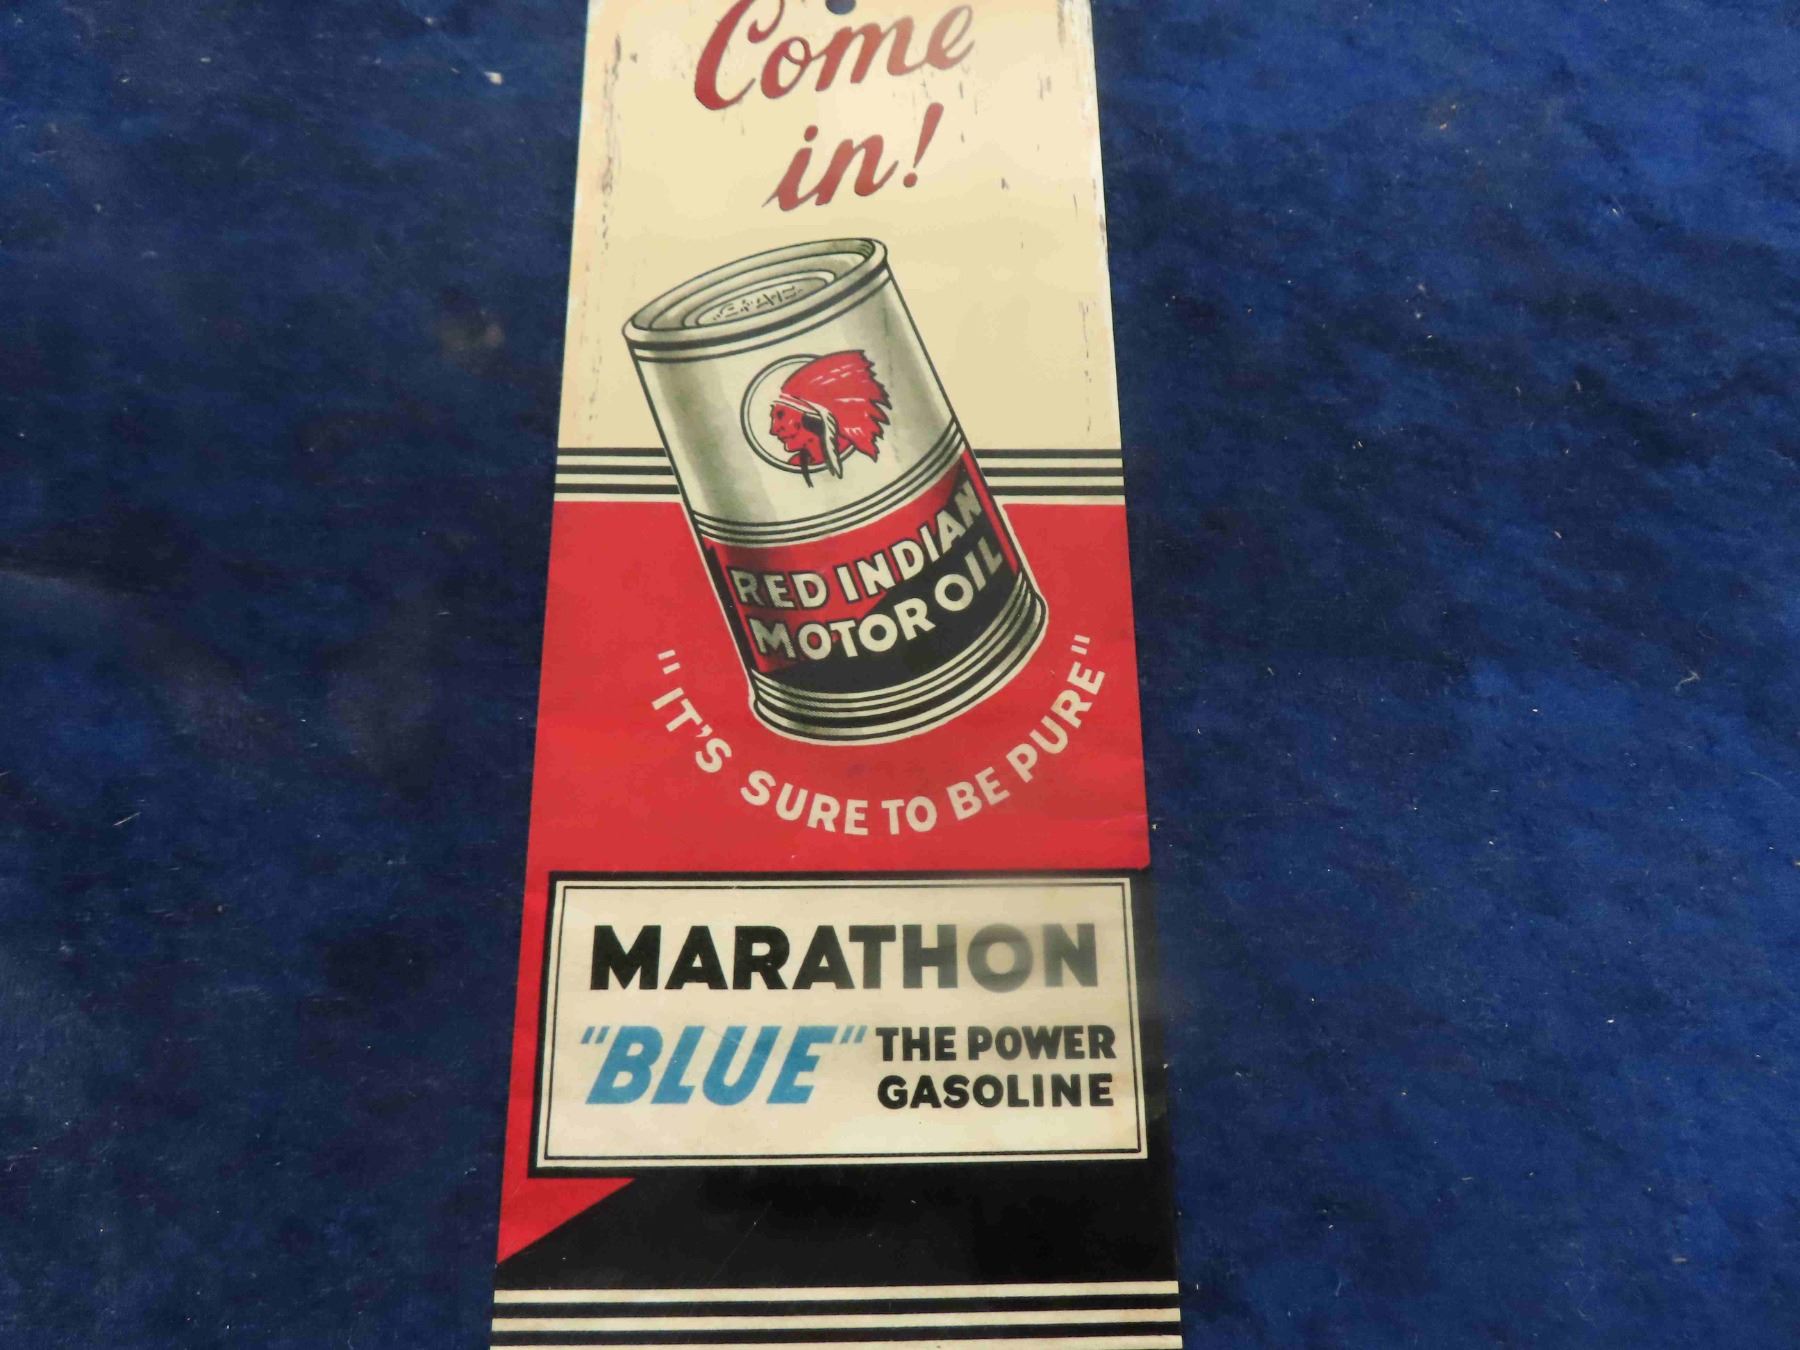 Come
in!
RED INDIAN
MOTOR OIL
"IT'S SURE TO BE PURE"
MARATHON
"BLUE" THE POWER
GASOLINE